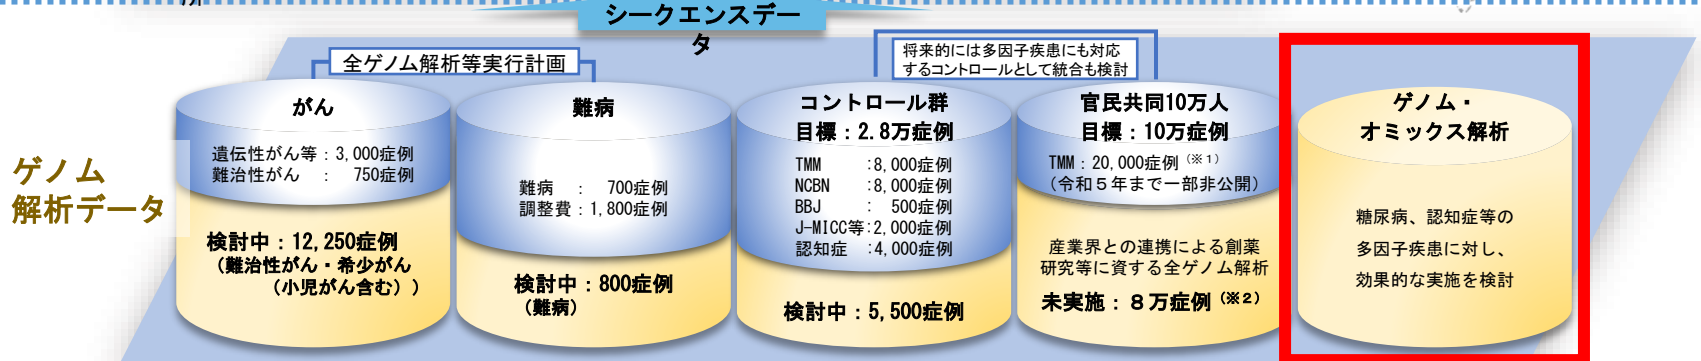 所
シークエンスデー
タ
全ゲノム解析等実行計画
将来的には多因子疾患にも対応
するコントロールとして統合も検討
ゲノム
解析データ
がん
遺伝性がん等：3,000症例
難治性がん　：　750症例
検討中：12,250症例
（難治性がん・希少がん
（小児がん含む））
難病
難病　：　700症例
調整費：1,800症例
検討中：800症例
（難病）
コントロール群
目標：2.8万症例
TMM　　　:8,000症例
NCBN　　:8,000症例
BBJ　　 :　500症例
J-MICC等:2,000症例
認知症　:4,000症例
検討中：5,500症例
官民共同10万人
目標：10万症例
TMM：20,000症例（※1）
（令和５年まで一部非公開）
産業界との連携による創薬
研究等に資する全ゲノム解析
未実施：８万症例（※2）
ゲノム・
オミックス解析
糖尿病、認知症等の
多因子疾患に対し、
効果的な実施を検討